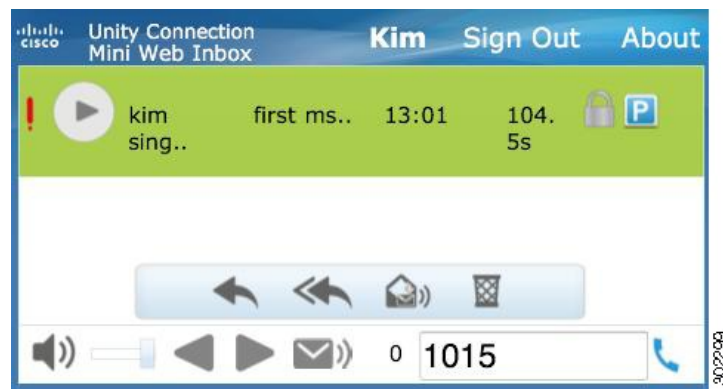 cisco
Unity Connection
Mini Web Inbox
Kim Sign Out About
! kim sing.. first ms.. 13:01 104.5s P
0 1015
302299